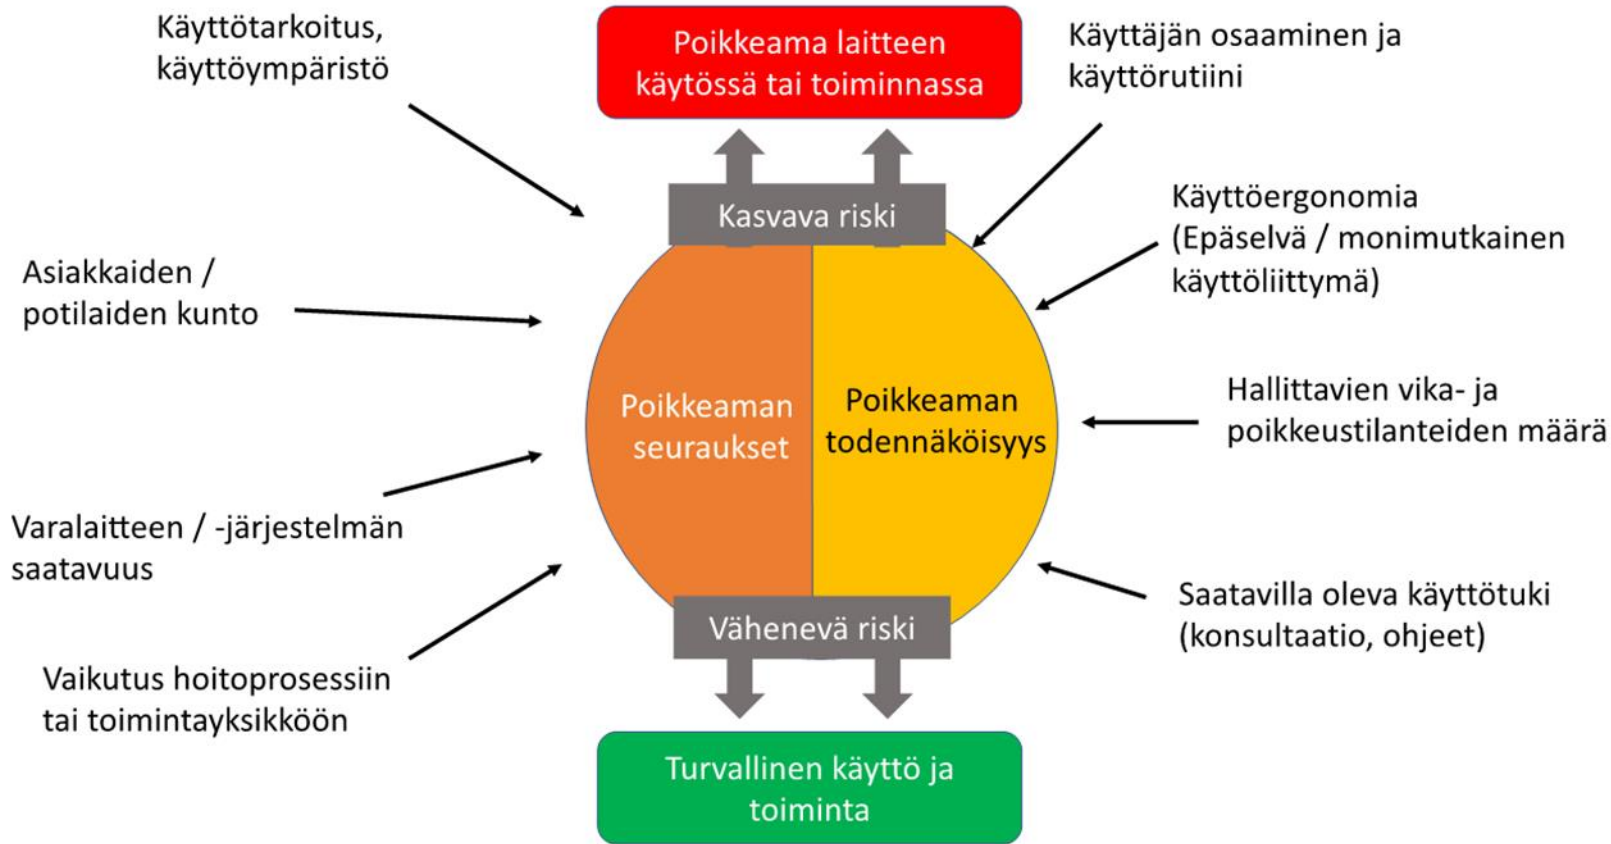 Käyttötarkoitus,
käyttöympäristö
Poikkeama laitteen
käytössä tai toiminnassa
Käyttäjän osaaminen ja
käyttörutiini
Kasvava riski
Käyttöergonomia
(Epäselvä / monimutkainen
käyttöliittymä)
Asiakkaiden /
potilaiden kunto
Poikkeaman
seuraukset
Poikkeaman
todennäköisyys
Hallittavien vika- ja
poikkeustilanteiden määrä
Varalaitteen / -järjestelmän
saatavuus
Saatavilla oleva käyttötuki
(konsultaatio, ohjeet)
Vähenevä riski
Vaikutus hoitoprosessiin
tai toimintayksikköön
Turvallinen käyttö ja
toiminta